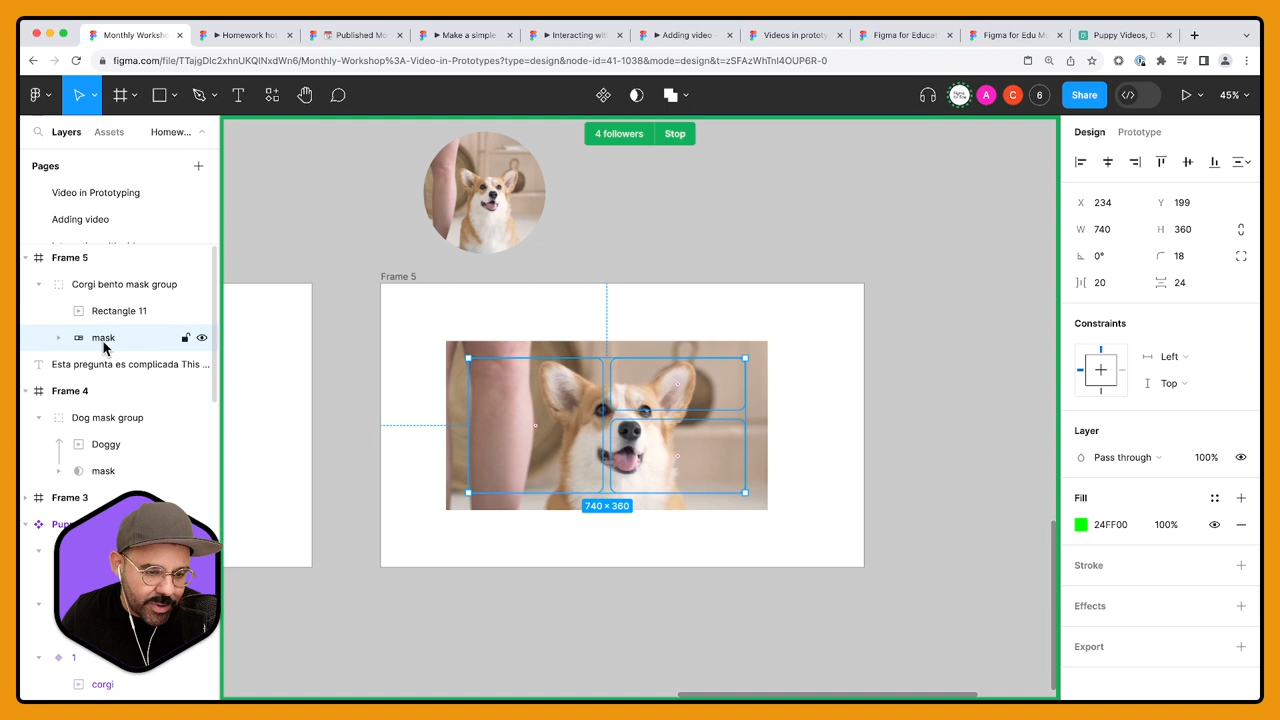 Monthly Worksho
▶ Homework hot
Published Mo
▶ Make a simple
▶ Interacting wit
▶ Adding video -
Videos in prototy
Figma for Educat
Figma for Edu M
Puppy Videos, D
figma.com/file/TTajgDlc2xhnUKQlNxdWn6/Monthly-Workshop%3A-Video-in-Prototypes?type=design&node-id=41-1038&mode=design&t=zSFAzWhTnl4OUP6R-0
A
C
6
Share
45%
Layers
Assets
Homew...
4 followers
Stop
Design
Prototype
Pages
Video in Prototyping
Adding video
Frame 5
Corgi bento mask group
Rectangle 11
mask
Esta pregunta es complicada This ...
Frame 4
Dog mask group
Doggy
mask
Frame 3
1
corgi
Frame 5
740 × 360
X 234
Y 199
W 740
H 360
0°
18
20
24
Constraints
Left
Top
Layer
Pass through
100%
Fill
24FF00
100%
Stroke
Effects
Export